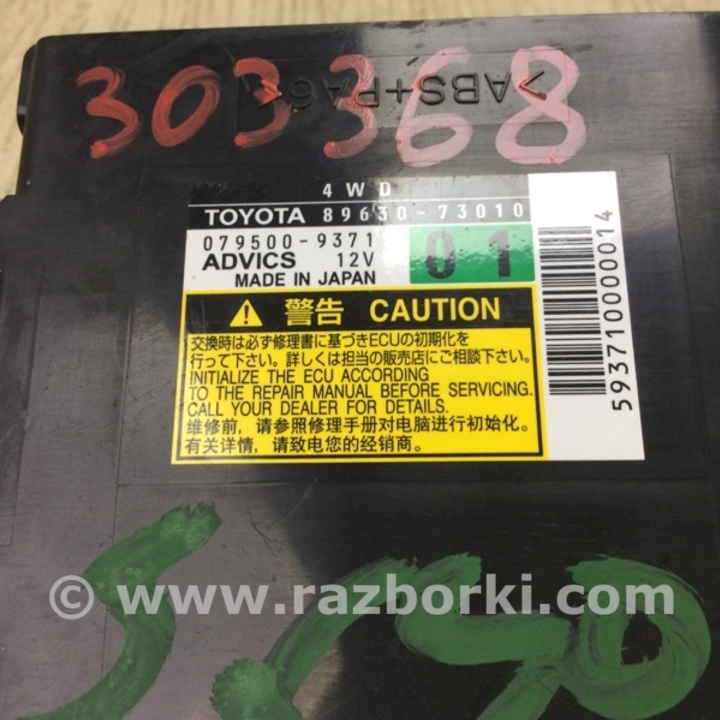 303368
>ABS+PA6<
4WD
TOYOTA 89630-73010
079500-9371
ADVICS 12V
MADE IN JAPAN
01
593710000014
警告 CAUTION
交換時は必ず修理書に基づきECUの初期化を
行って下さい。詳しくは担当の販売店にご相談下さい。
INITIALIZE THE ECU ACCORDING
TO THE REPAIR MANUAL BEFORE SERVICING.
CALL YOUR DEALER FOR DETAILS.
维修前，请参照修理手册对电脑进行初始化。
有关详情，请致电您的经销商。
© www.razborki.com